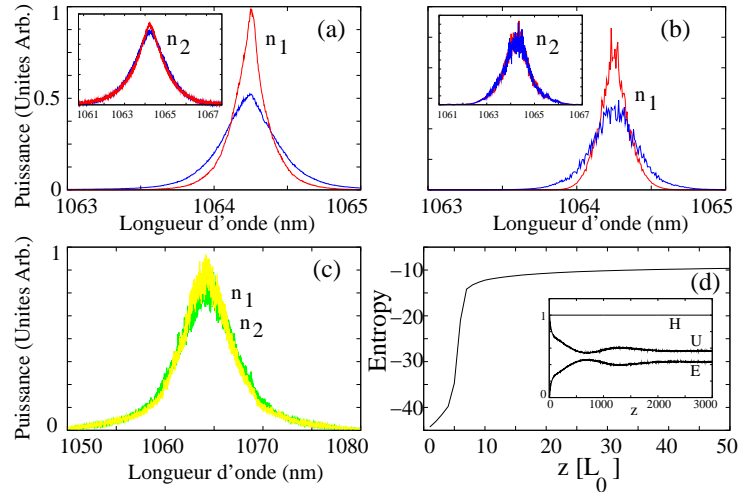 (a)
n1
n2
1061 1063 1065 1067
Puissance (Unites Arb.)
1
0.5
0
1063 1064 1065
Longueur d'onde (nm)
(b)
n1
n2
1061 1063 1065 1067
1063 1064 1065
Longueur d'onde (nm)
(c)
n1
n2
Puissance (Unites Arb.)
1
0
1050 1060 1070 1080
Longueur d'onde (nm)
(d)
Entropy
−10
−20
−30
−40
0 10 20 30 40 50
z [L0]
H
U
E
1
0
0 1000 2000 3000
z